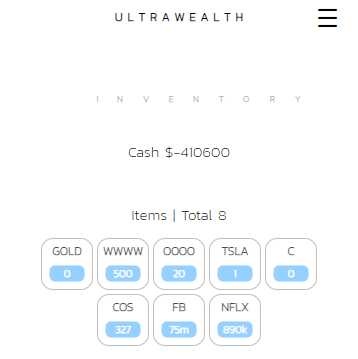 ULTRAWEALTH
INVENTORY
Cash $-410600
Items | Total 8
GOLD WWWW OOOO TSLA C
0 500 20 1 0
COS FB NFLX
327 75m 890k